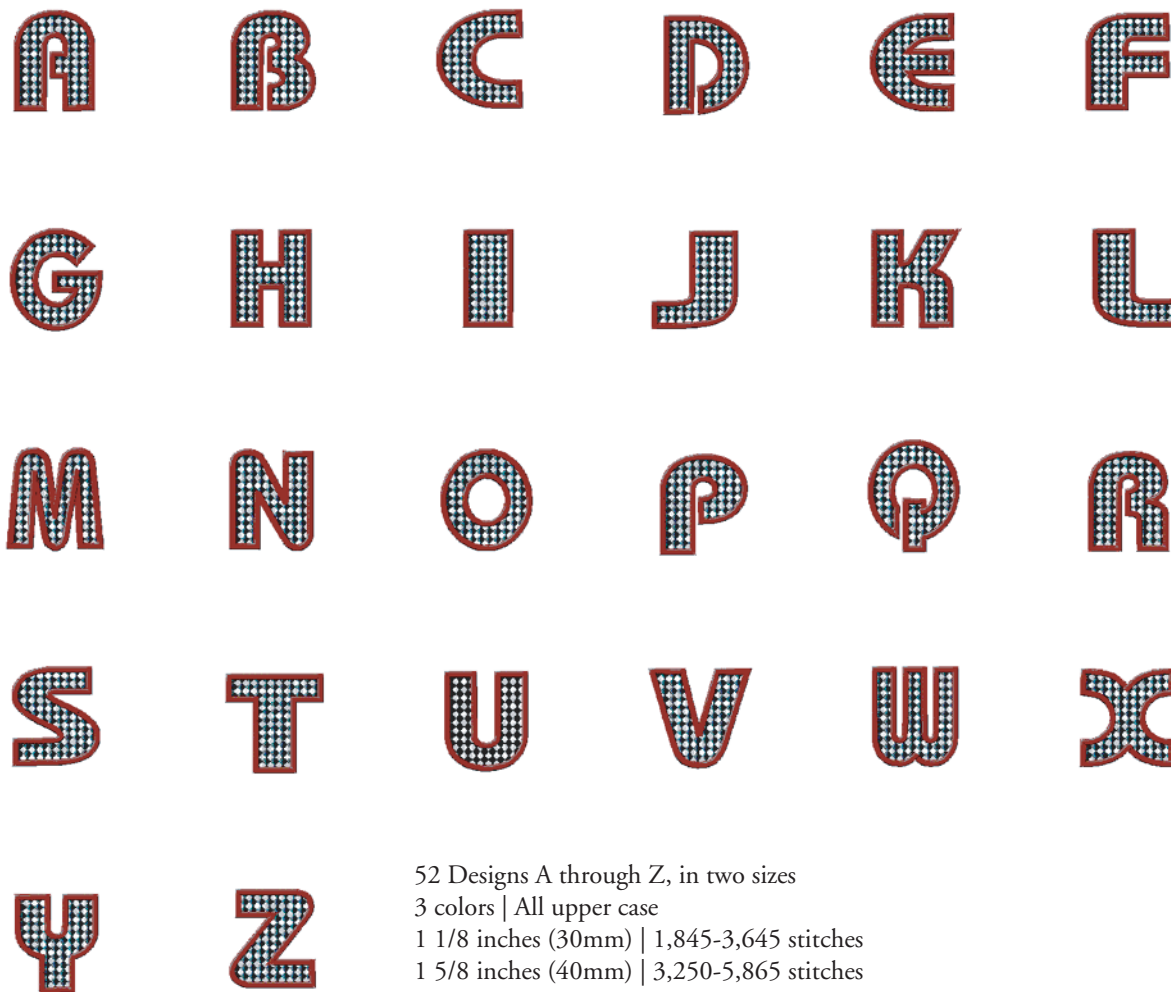 A B C D E F
G H I J K L
M N O P Q R
S T U V W X
Y Z
52 Designs A through Z, in two sizes
3 colors | All upper case
1 1/8 inches (30mm) | 1,845-3,645 stitches
1 5/8 inches (40mm) | 3,250-5,865 stitches